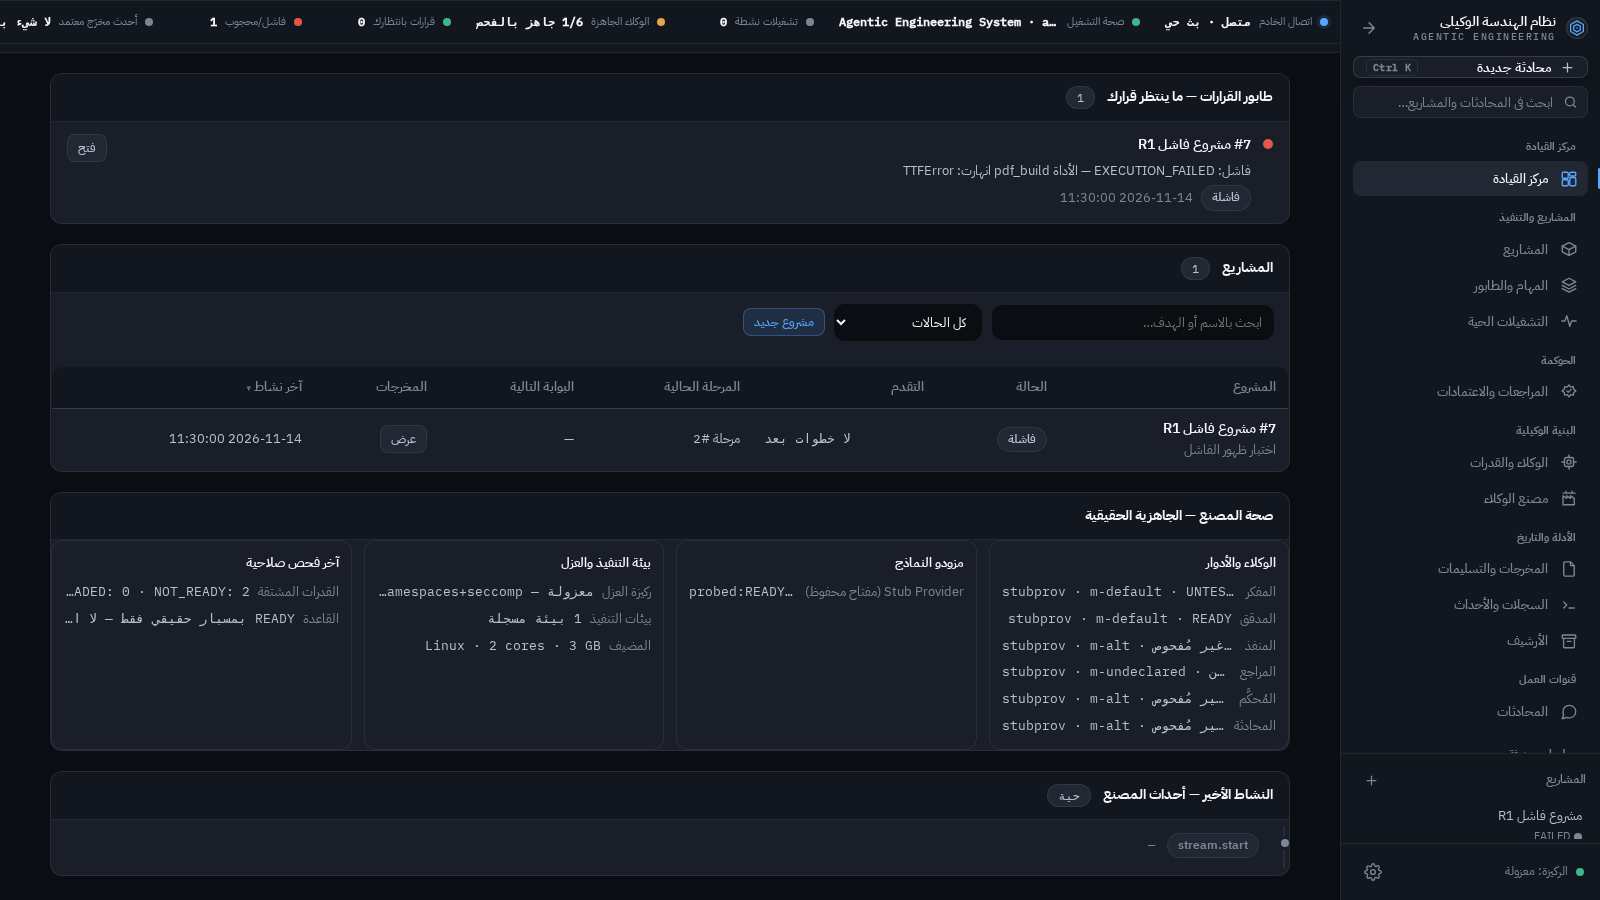 نظام الهندسة الوكيلي
AGENTIC ENGINEERING
محادثة جديدة
Ctrl K
ابحث في المحادثات والمشاريع...
مركز القيادة
مركز القيادة
المشاريع والتنفيذ
المشاريع
المهام والطابور
التشغيلات الحية
الحوكمة
المراجعات والاعتمادات
البنية الوكيلية
الوكلاء والقدرات
مصنع الوكلاء
الأدلة والتاريخ
المخرجات والتسليمات
السجلات والأحداث
الأرشيف
قنوات العمل
المحادثات
المشاريع
مشروع فاشل R1
FAILED
الركيزة: معزولة
اتصال الخادم متصل · بث حي
صحة التشغيل Agentic Engineering System · a…
تشغيلات نشطة 0
الوكلاء الجاهزة 1/6 جاهز بالفحص
قرارات بانتظارك 0
فاشل/محجوب 1
أحدث مخرَج معتمد لا شيء
طابور القرارات — ما ينتظر قرارك 1
#7 مشروع فاشل R1
فاشل: EXECUTION_FAILED — الأداة pdf_build انهارت: TTFError
فاشلة 2026-11-14 11:30:00
فتح
المشاريع 1
ابحث بالاسم أو الهدف...
كل الحالات
مشروع جديد
المشروع الحالة التقدم المرحلة الحالية البوابة التالية المخرجات آخر نشاط ▾
#7 مشروع فاشل R1 فاشلة لا خطوات بعد مرحلة #2 — عرض 2026-11-14 11:30:00
اختبار ظهور الفاشل
صحة المصنع — الجاهزية الحقيقية
الوكلاء والأدوار
المفكر stubprov · m-default · UNTES…
المدقق stubprov · m-default · READY
المنفذ stubprov · m-alt · غير مُفحوص…
المراجع stubprov · m-undeclared · …
المُحكَّم stubprov · m-alt · …ير مُفحوص
المحادثة stubprov · m-alt · …ير مُفحوص
مزودو النماذج
Stub Provider (مفتاح محفوظ) probed:READY…
بيئة التنفيذ والعزل
ركيزة العزل معزولة — amespaces+seccomp…
بيئات التنفيذ 1 بيئة مسجلة
المضيف Linux · 2 cores · 3 GB
آخر فحص صلاحية
القدرات المشتقة …ADED: 0 · NOT_READY: 2
القاعدة READY بمسبار حقيقي فقط — لا ا…
النشاط الأخير — أحداث المصنع حية
stream.start —